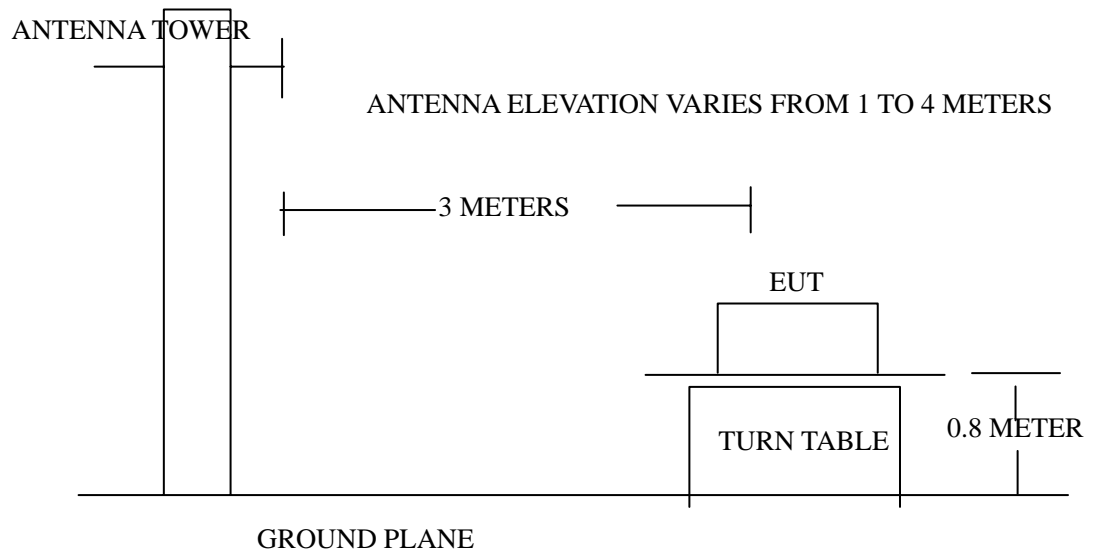 ANTENNA TOWER
ANTENNA ELEVATION VARIES FROM 1 TO 4 METERS
3 METERS
EUT
0.8 METER
TURN TABLE
GROUND PLANE